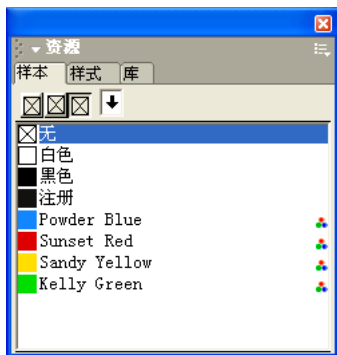 资源
样本 样式 库
无
白色
黑色
注册
Powder Blue
Sunset Red
Sandy Yellow
Kelly Green